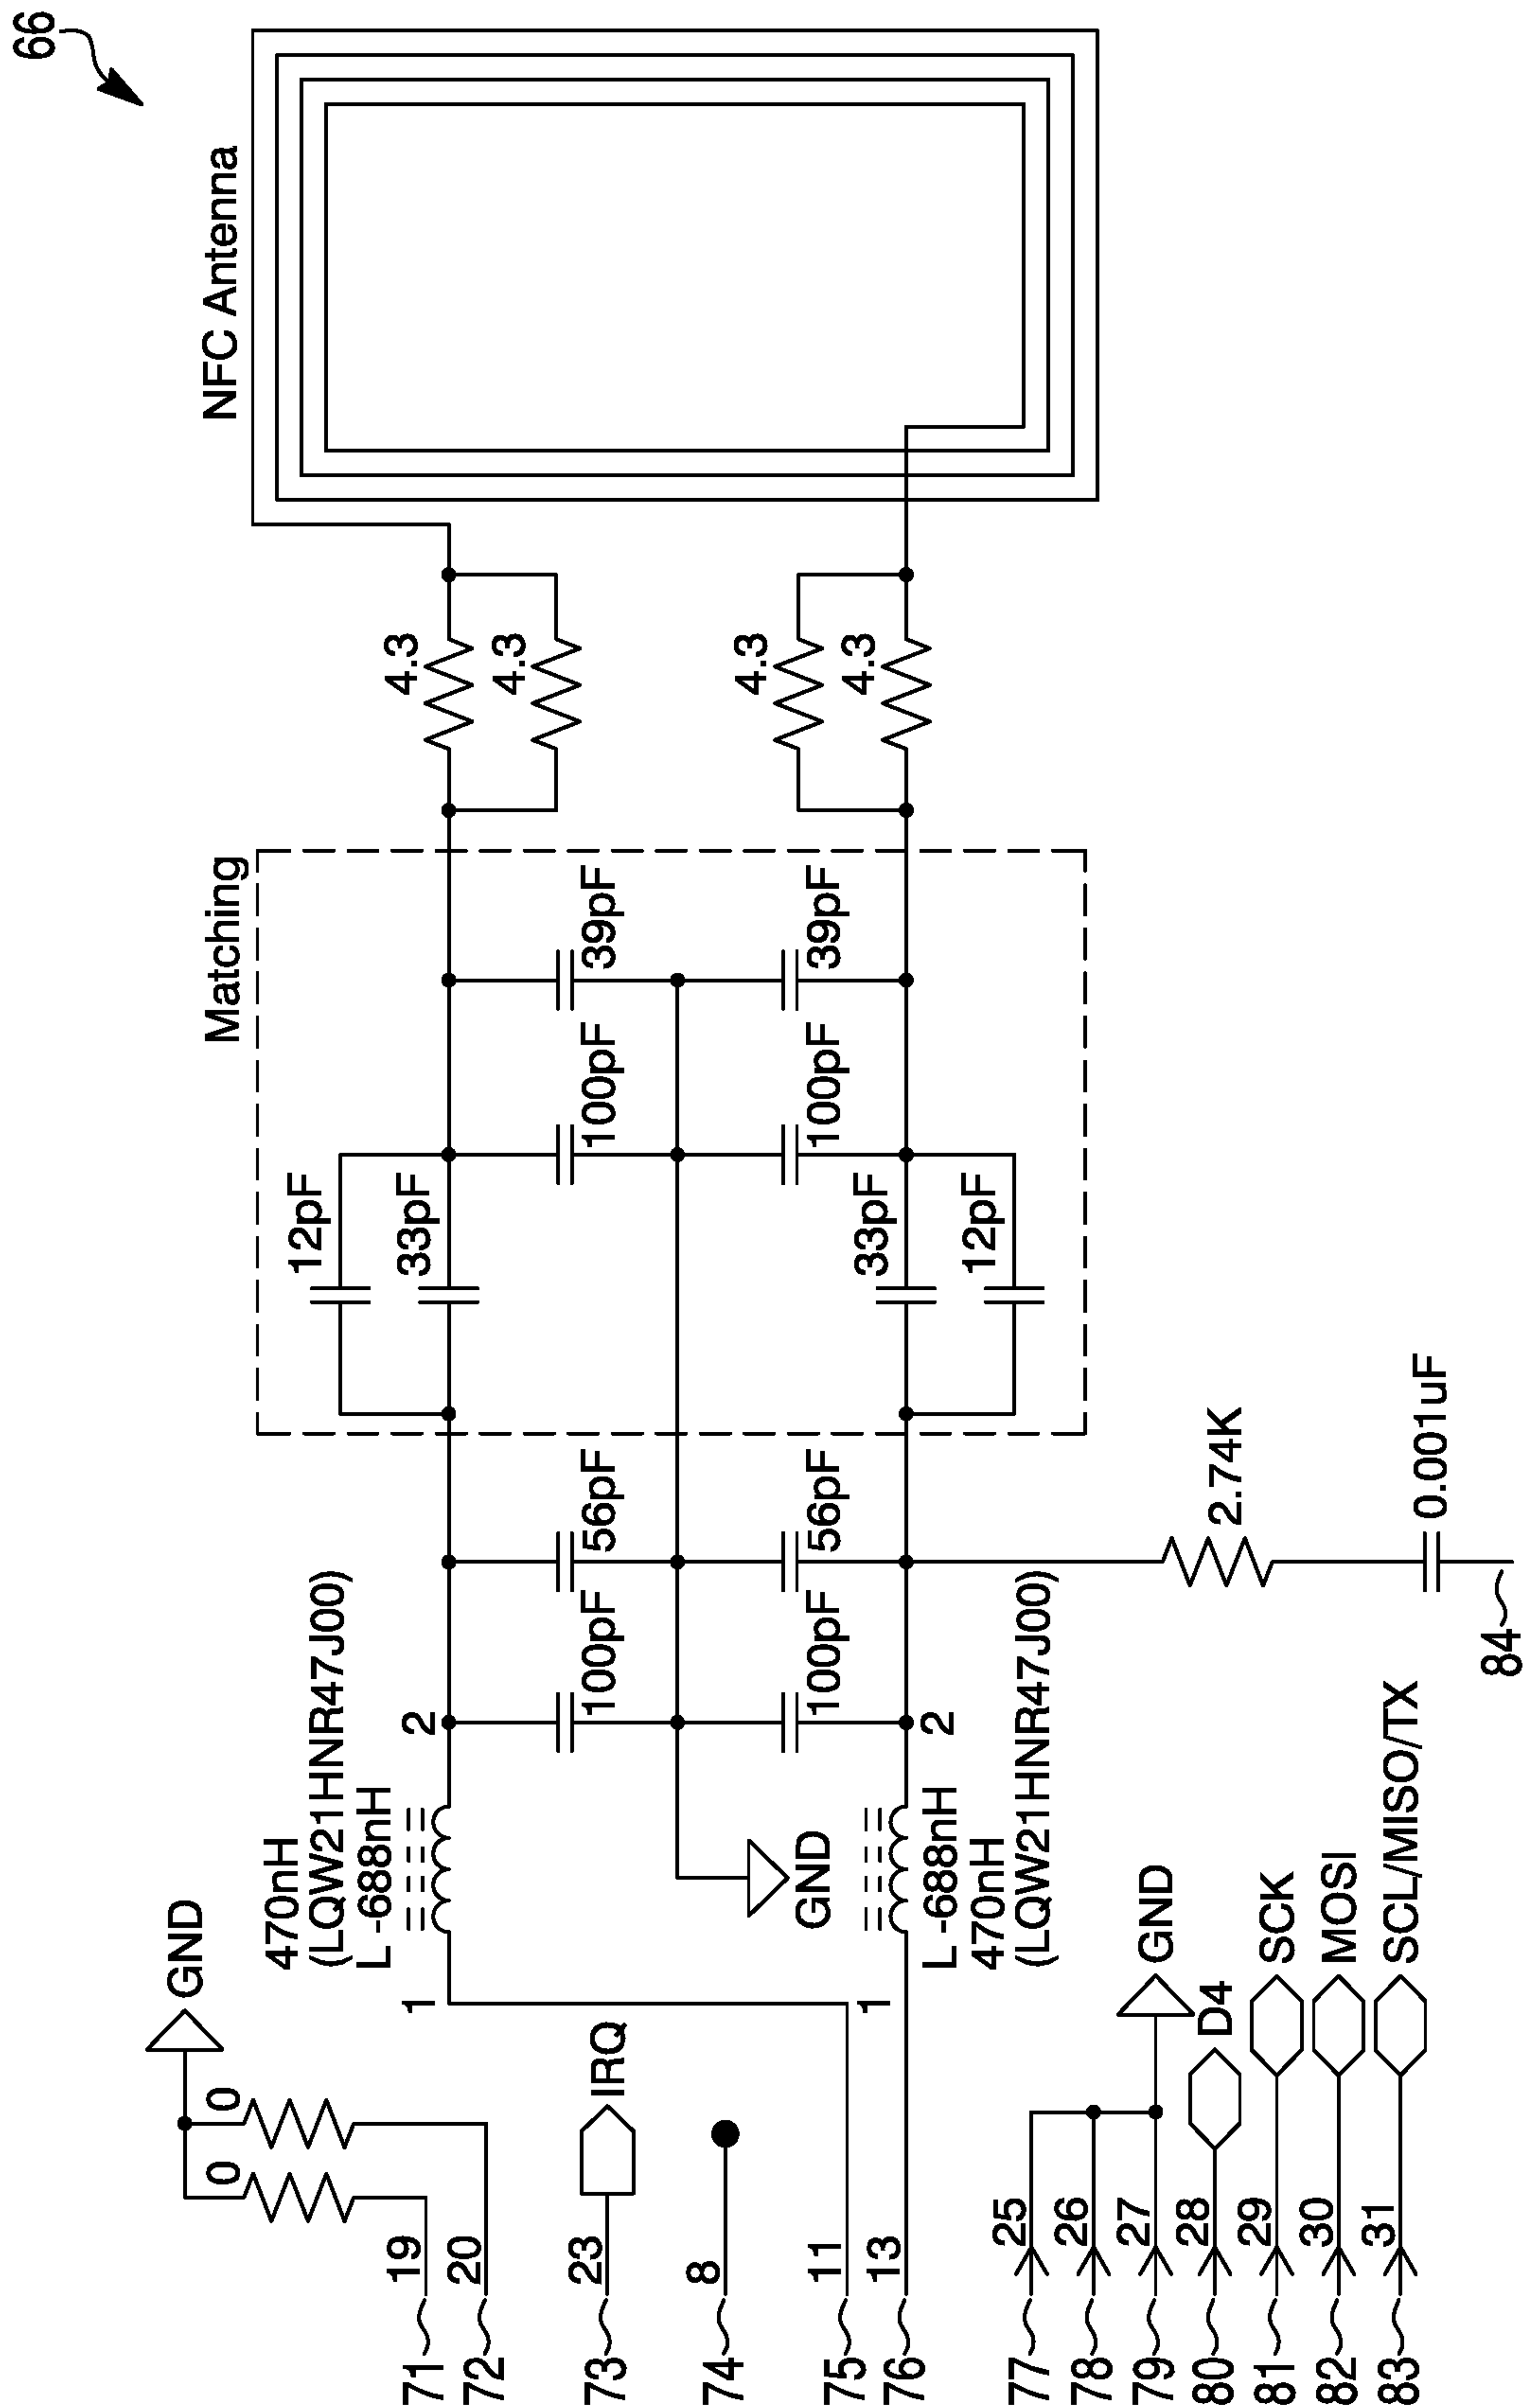 66
NFC Antenna
4.3
4.3
4.3
4.3
Matching
12pF
33pF
39pF
100pF
39pF
100pF
33pF
12pF
56pF
100pF
56pF
100pF
2.74K
0.001uF
84
470nH
(LQW21HNR47J00)
L-688nH
2
1
GND
L-688nH
470nH
(LQW21HNR47J00)
2
1
GND
0
0
19
20
71
72
IRQ
23
73
8
74
11
75
13
76
GND
25
77
26
78
27
79
D4
28
80
SCK
29
81
MOSI
30
82
SCL/MISO/TX
31
83